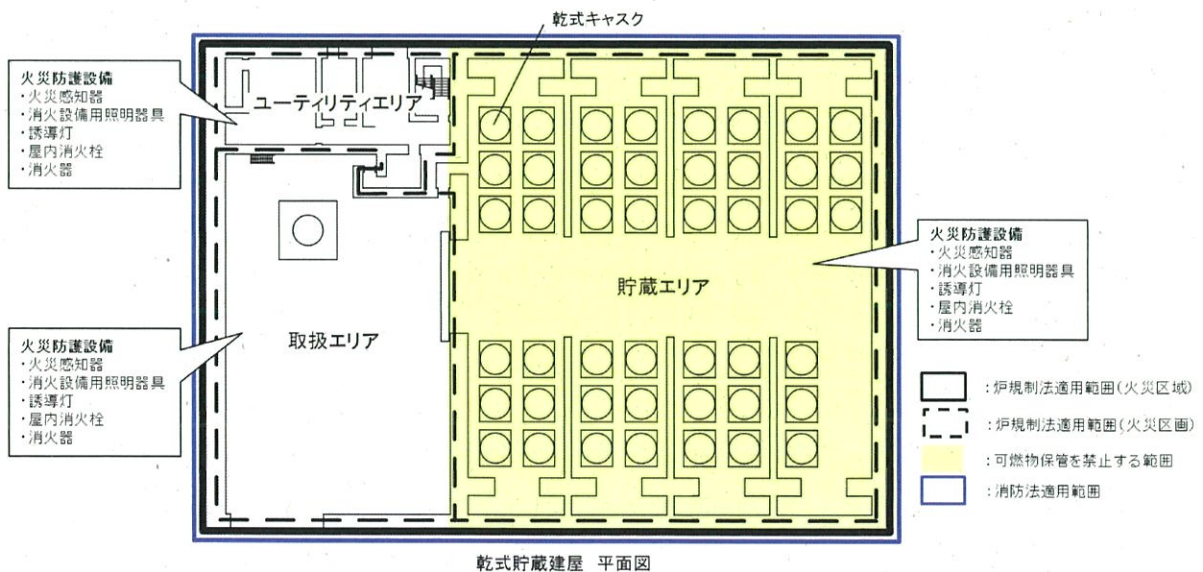 乾式キャスク
火災防護設備
・火災感知器
・消火設備用照明器具
・誘導灯
・屋内消火栓
・消火器
ユーティリティエリア
火災防護設備
・火災感知器
・消火設備用照明器具
・誘導灯
・屋内消火栓
・消火器
貯蔵エリア
取扱エリア
火災防護設備
・火災感知器
・消火設備用照明器具
・誘導灯
・屋内消火栓
・消火器
:炉規制法適用範囲(火災区域)
:炉規制法適用範囲(火災区画)
:可燃物保管を禁止する範囲
:消防法適用範囲
乾式貯蔵建屋 平面図